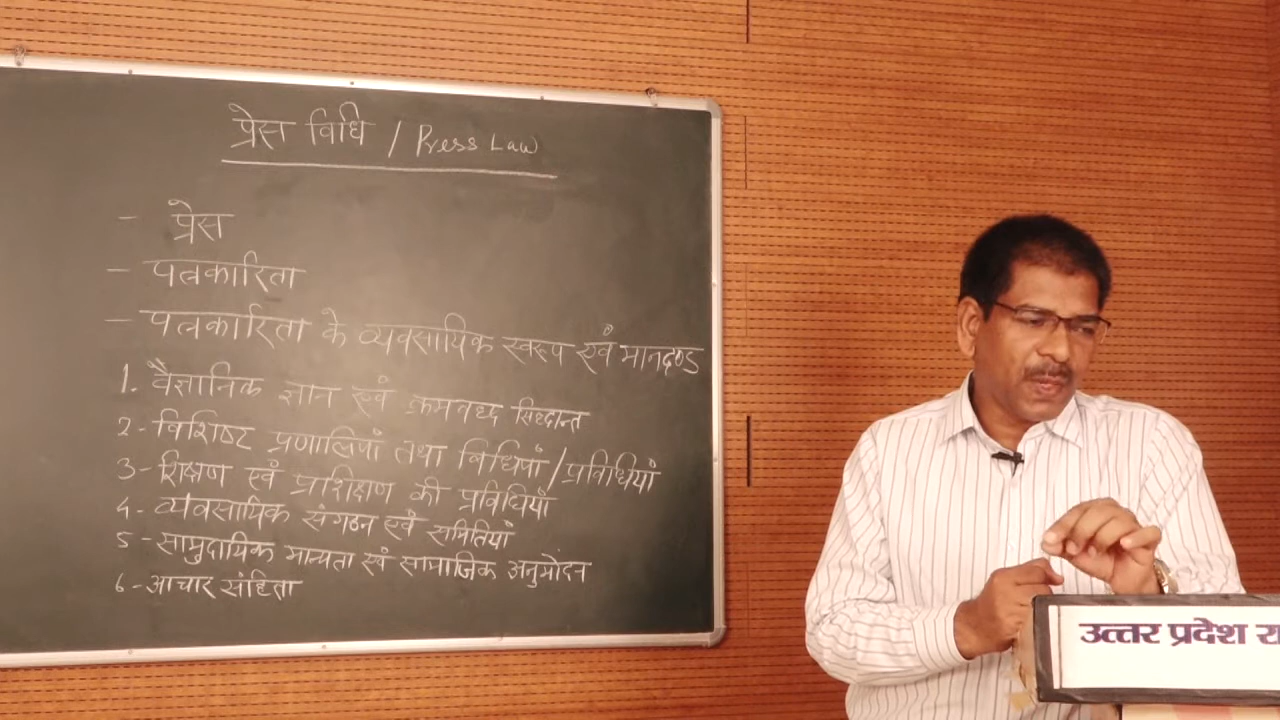 प्रेस विधि / Press Law
- प्रेस
- पत्रकारिता
- पत्रकारिता के व्यवसायिक स्वरूप एवं मानदण्ड
1. वैज्ञानिक ज्ञान एवं क्रमबद्ध सिद्धान्त
2- विशिष्ट प्रणालियाँ तथा विधियाँ / प्रविधियाँ
3- शिक्षण एवं प्रशिक्षण की प्रविधियाँ
4- व्यवसायिक संगठन एवं समितियाँ
5- सामुदायिक मान्यता एवं सामाजिक अनुमोदन
6- आचार संहिता
उत्तर प्रदेश रा